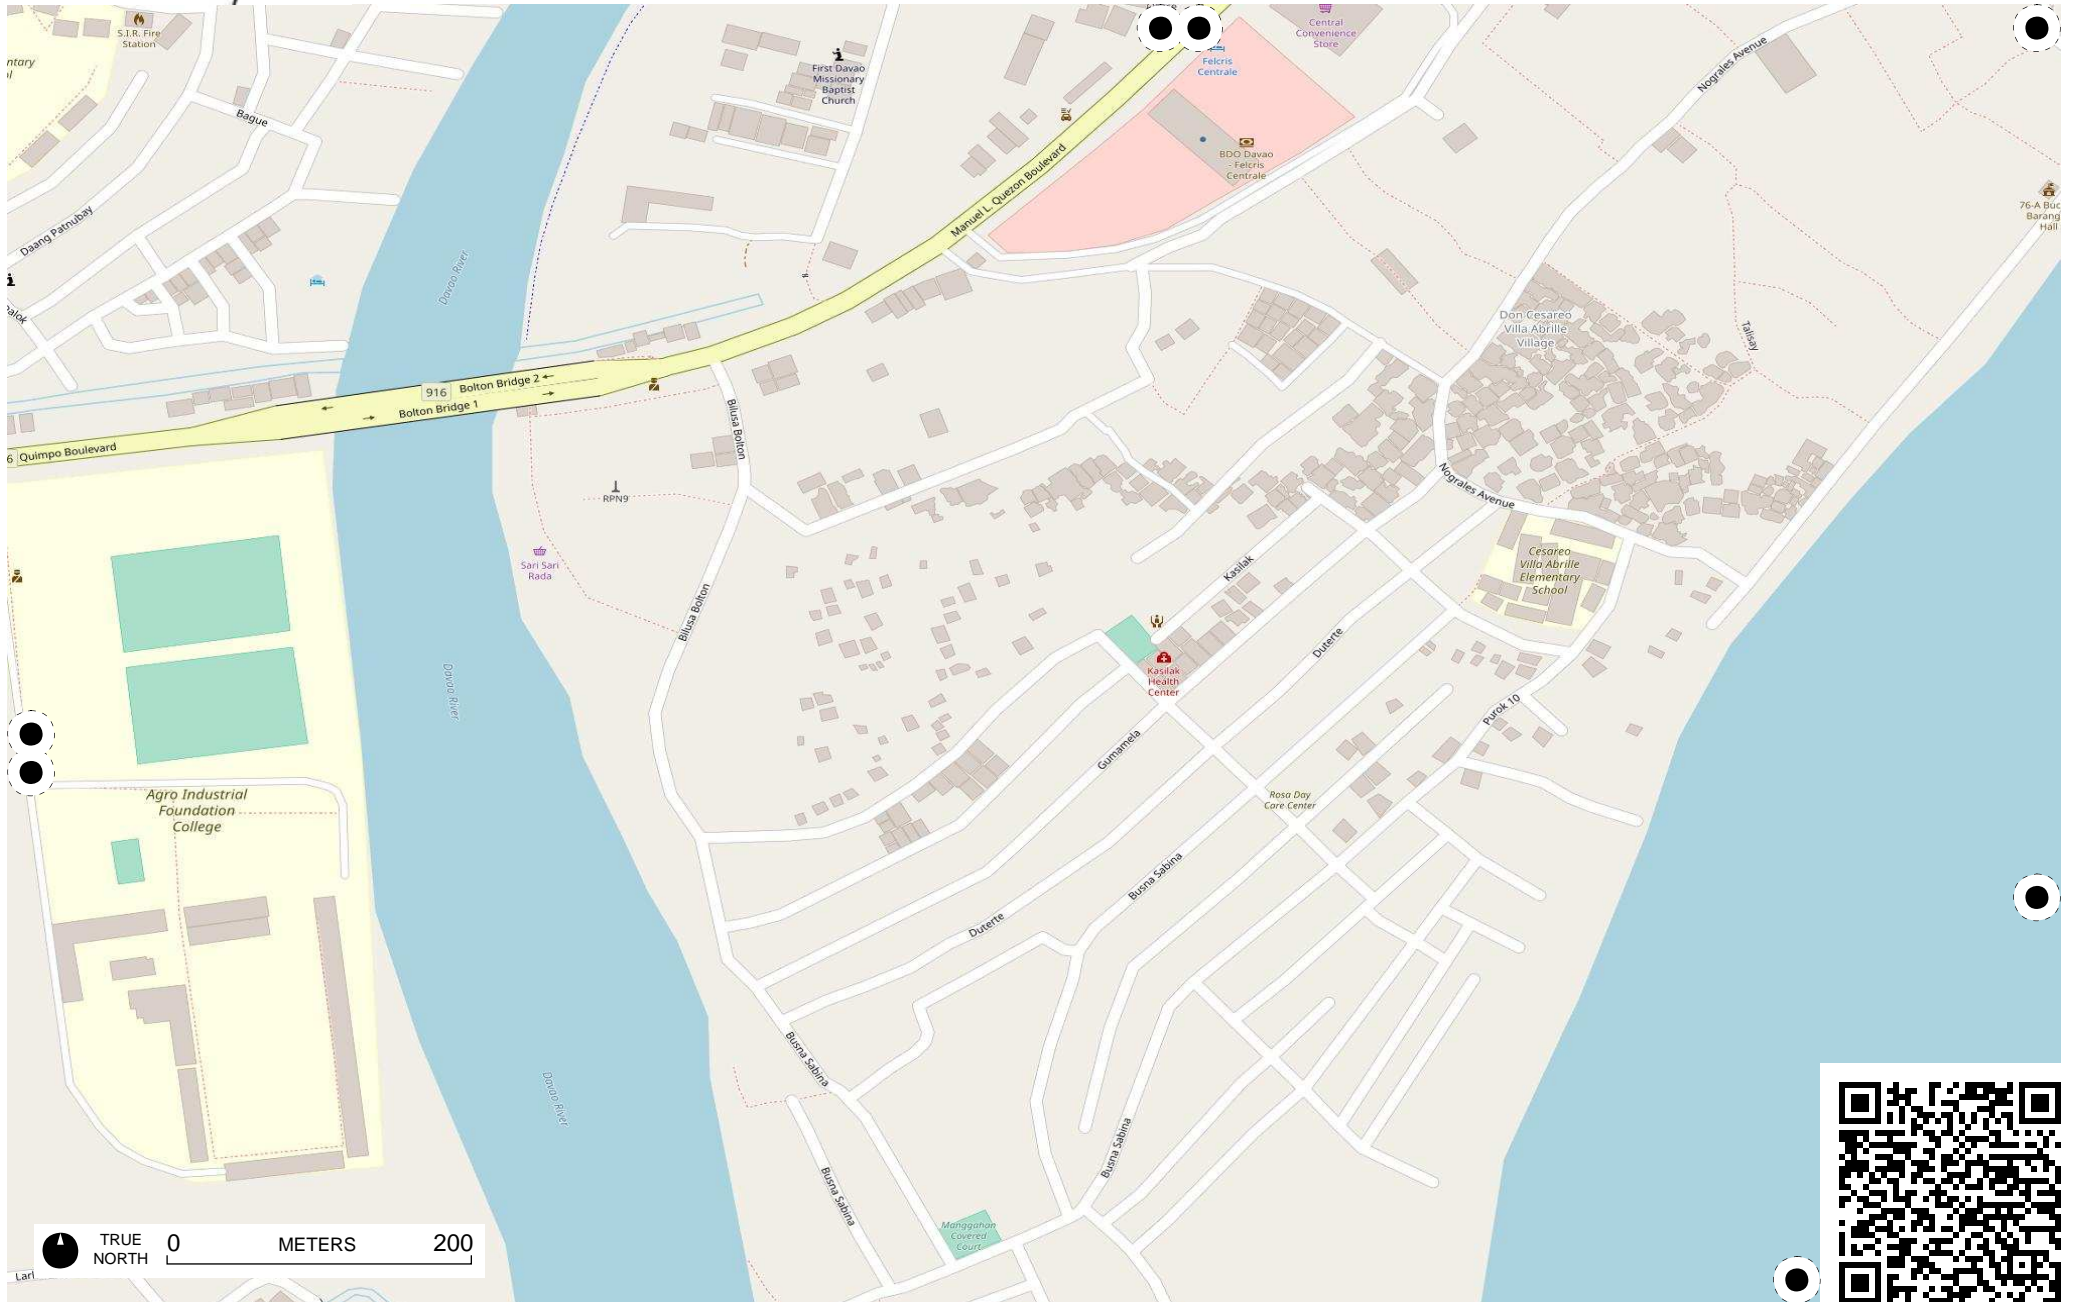 S.I.R. Fire
Station
Central
Convenience
Store
Felcris
Centrale
Nograles Avenue
First Davao
Missionary
Baptist
Church
Bague
BDO Davao
- Felcris
Centrale
Manuel L. Quezon Boulevard
76-A Buc
Barang
Hall
Daang Patnubay
Davao River
Don Cesareo
Villa Abrille
Village
Talisay
916
Bolton Bridge 2
Bolton Bridge 1
Bilusa Bolton
6
Quimpo Boulevard
Nograles Avenue
RPN9
Sari Sari
Rada
Kasilak
Cesareo
Villa Abrille
Elementary
School
Bilusa Bolton
Duterte
Kasilak
Health
Center
Davao River
Purok 10
Gumamela
Agro Industrial
Foundation
College
Rosa Day
Care Center
Busna Sabina
Duterte
Busna Sabina
Davao River
Busna Sabina
Busna Sabina
Manggahan
Covered
Court
TRUE
NORTH
0
METERS
200